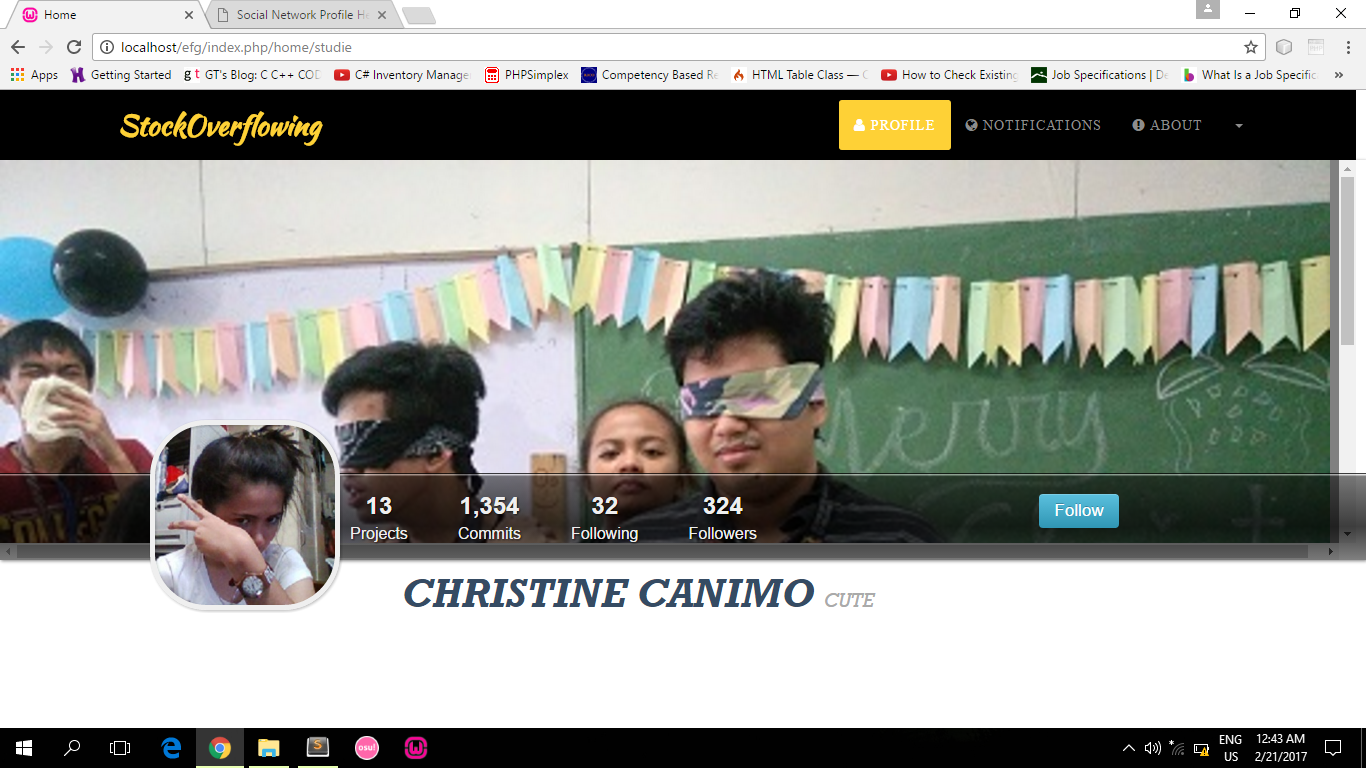 Home
Social Network Profile He
localhost/efg/index.php/home/studie
Apps
Getting Started
g t GT's Blog: C C++ COD
C# Inventory Manage
PHPSimplex
Competency Based Re
HTML Table Class — C
How to Check Existing
Job Specifications | De
What Is a Job Specific
»
StockOverflowing
PROFILE
NOTIFICATIONS
ABOUT
Merry
COLLEGE
13
Projects
1,354
Commits
32
Following
324
Followers
Follow
CHRISTINE CANIMO CUTE
S
osu!
ENG
US
12:43 AM
2/21/2017